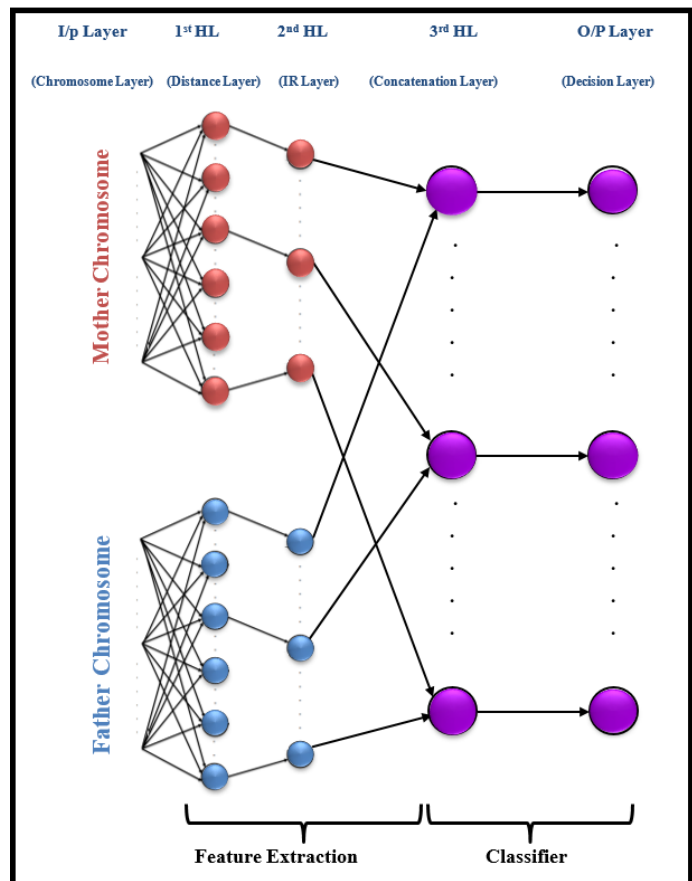 I/p Layer 1st HL 2nd HL 3rd HL O/P Layer
(Chromosome Layer) (Distance Layer) (IR Layer) (Concatenation Layer) (Decision Layer)
Mother Chromosome
Father Chromosome
Feature Extraction Classifier